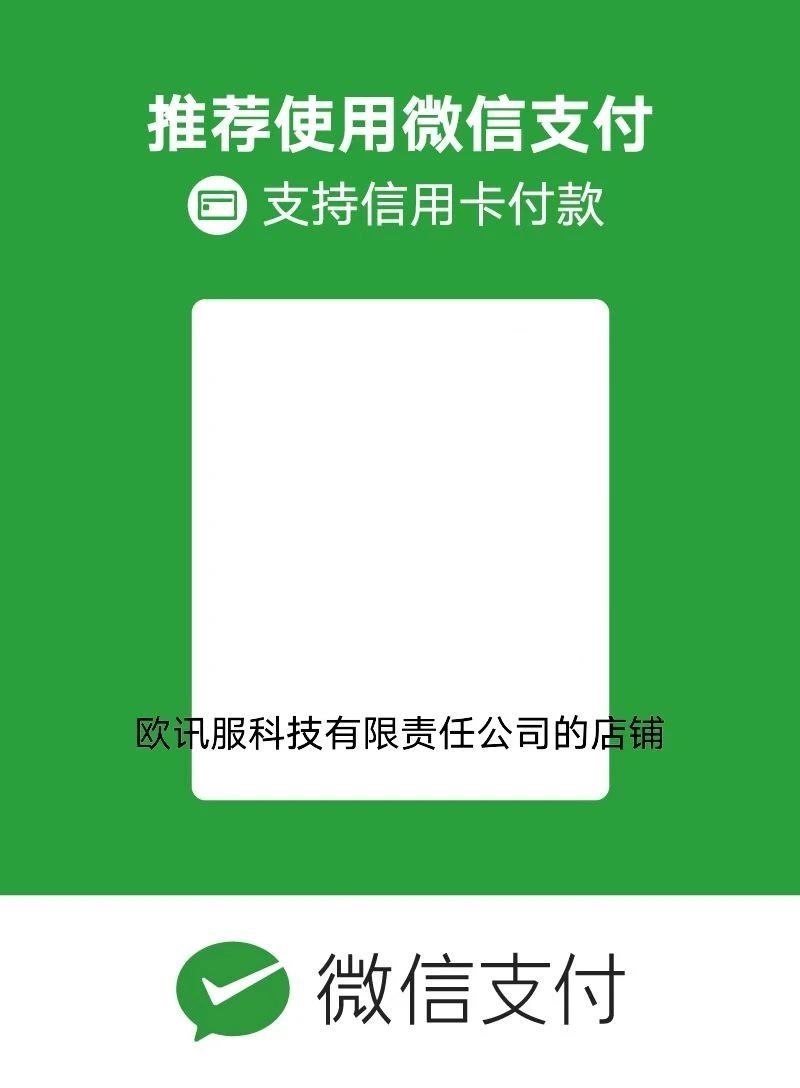 推荐使用微信支付
支持信用卡付款
欧讯服科技有限责任公司的店铺
微信支付